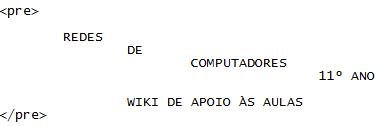 <pre>
REDES
DE
COMPUTADORES
11º ANO
WIKI DE APOIO ÀS AULAS
</pre>